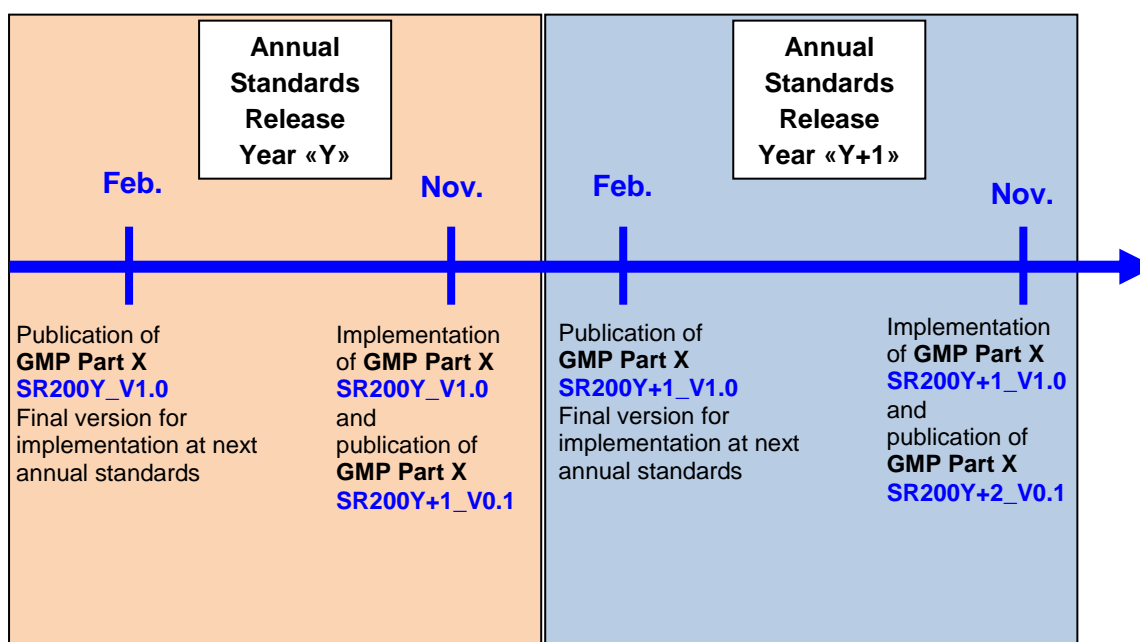 Annual
Standards
Release
Year «Y»
Annual
Standards
Release
Year «Y+1»
Feb.
Nov.
Feb.
Nov.
Publication of
GMP Part X
SR200Y_V1.0
Final version for
implementation at next
annual standards
Implementation
of GMP Part X
SR200Y_V1.0
and
publication of
GMP Part X
SR200Y+1_V0.1
Publication of
GMP Part X
SR200Y+1_V1.0
Final version for
implementation at next
annual standards
Implementation
of GMP Part X
SR200Y+1_V1.0
and
publication of
GMP Part X
SR200Y+2_V0.1